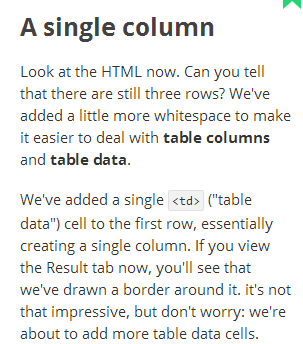 A single column
Look at the HTML now. Can you tell
that there are still three rows? We've
added a little more whitespace to make
it easier to deal with table columns
and table data.
We've added a single <td> ("table
data") cell to the first row, essentially
creating a single column. If you view
the Result tab now, you'll see that
we've drawn a border around it. it's not
that impressive, but don't worry: we're
about to add more table data cells.